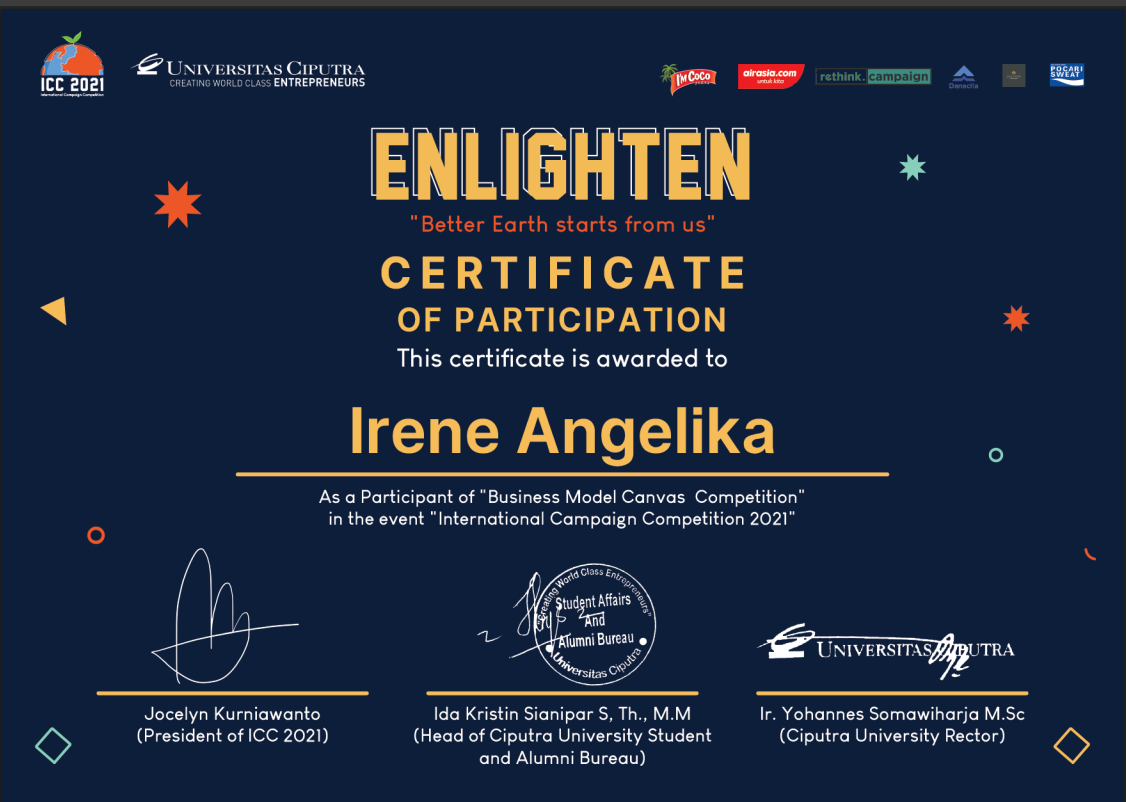 ICC 2021
International Campaign Competition
UNIVERSITAS CIPUTRA
CREATING WORLD CLASS ENTREPRENEURS
I'M COCO
airasia.com
untuk kita
rethink.campaign
Danacita
POCARI
SWEAT
ENLIGHTEN
"Better Earth starts from us"
CERTIFICATE
OF PARTICIPATION
This certificate is awarded to
Irene Angelika
As a Participant of "Business Model Canvas Competition"
in the event "International Campaign Competition 2021"
"Creating World Class Entrepreneurs"
Student Affairs
And
Alumni Bureau
Universitas Ciputra
UNIVERSITAS CIPUTRA
Jocelyn Kurniawanto
(President of ICC 2021)
Ida Kristin Sianipar S, Th., M.M
(Head of Ciputra University Student
and Alumni Bureau)
Ir. Yohannes Somawiharja M.Sc
(Ciputra University Rector)